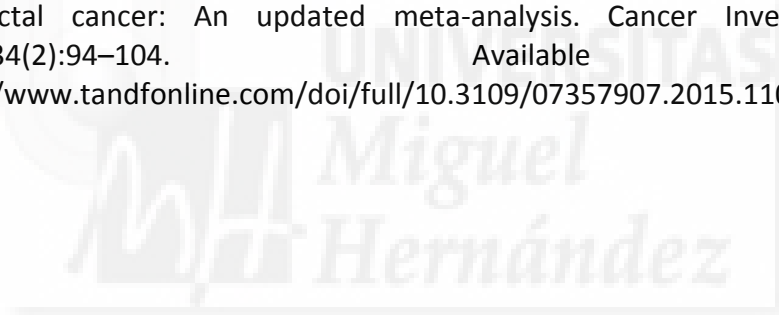 ctal cancer: An updated meta-analysis. Cancer Inve
34(2):94–104. Available
/www.tandfonline.com/doi/full/10.3109/07357907.2015.110
UNIVERSITAS
Miguel
Hernández